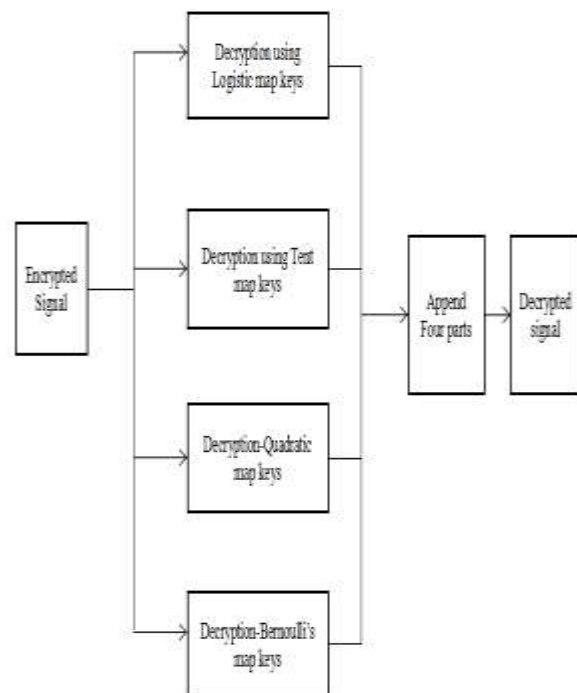 Decryption using
Logistic map keys
Encrypted
Signal
Decryption using Tent
map keys
Append
Four parts
Decrypted
signal
Decryption-Quadratic
map keys
Decryption-Bernoulli's
map keys